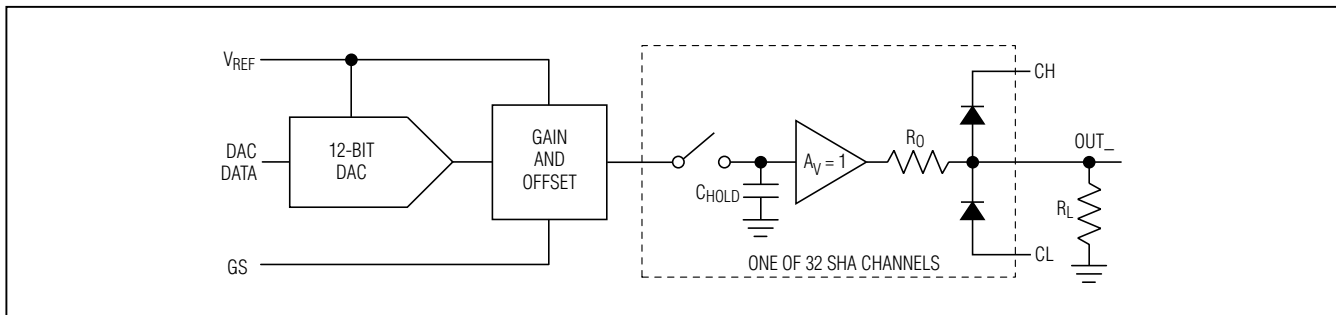 V_REF
DAC
DATA
12-BIT
DAC
GS
GAIN
AND
OFFSET
C_HOLD
A_V = 1
R_O
CH
OUT_
R_L
CL
ONE OF 32 SHA CHANNELS